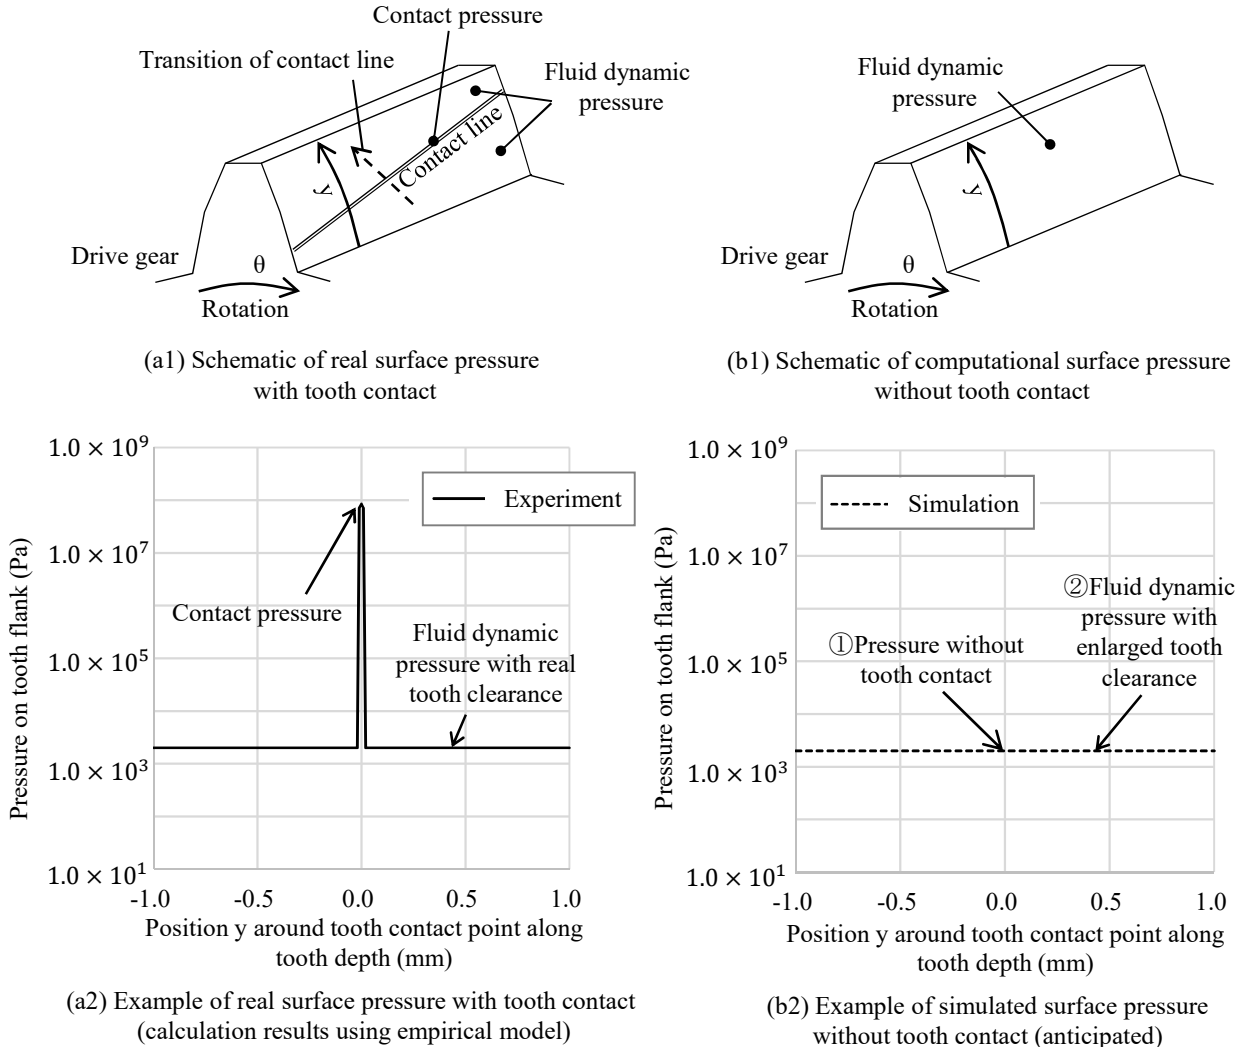 Contact pressure
Transition of contact line
Fluid dynamic
pressure
Contact line
y
Drive gear
θ
Rotation
(a1) Schematic of real surface pressure
with tooth contact
Fluid dynamic
pressure
y
Drive gear
θ
Rotation
(b1) Schematic of computational surface pressure
without tooth contact
Pressure on tooth flank (Pa)
1.0 × 10⁹
1.0 × 10⁷
1.0 × 10⁵
1.0 × 10³
1.0 × 10¹
Experiment
Contact pressure
Fluid dynamic
pressure with real
tooth clearance
-1.0 -0.5 0.0 0.5 1.0
Position y around tooth contact point along
tooth depth (mm)
(a2) Example of real surface pressure with tooth contact
(calculation results using empirical model)
Pressure on tooth flank (Pa)
1.0 × 10⁹
1.0 × 10⁷
1.0 × 10⁵
1.0 × 10³
1.0 × 10¹
Simulation
①Pressure without
tooth contact
②Fluid dynamic
pressure with
enlarged tooth
clearance
-1.0 -0.5 0.0 0.5 1.0
Position y around tooth contact point along
tooth depth (mm)
(b2) Example of simulated surface pressure
without tooth contact (anticipated)